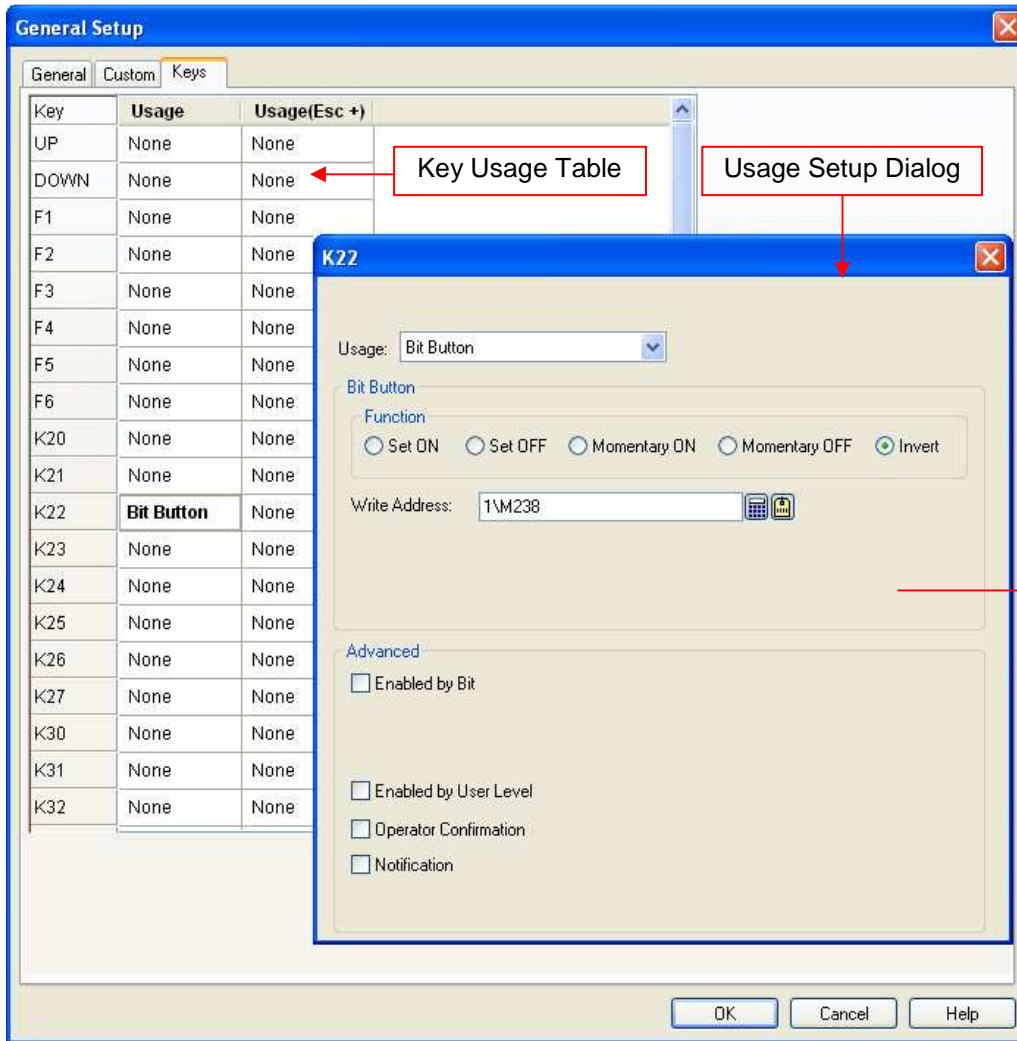 General Setup
General Custom Keys
Key Usage Usage(Esc +)
UP None None
DOWN None None
F1 None None
F2 None None
F3 None None
F4 None None
F5 None None
F6 None None
K20 None None
K21 None None
K22 Bit Button None
K23 None None
K24 None None
K25 None None
K26 None None
K27 None None
K30 None None
K31 None None
K32 None None
Key Usage Table
Usage Setup Dialog
K22
Usage: Bit Button
Bit Button
Function
Set ON Set OFF Momentary ON Momentary OFF Invert
Write Address: 1\M238
Advanced
Enabled by Bit
Enabled by User Level
Operator Confirmation
Notification
OK Cancel Help